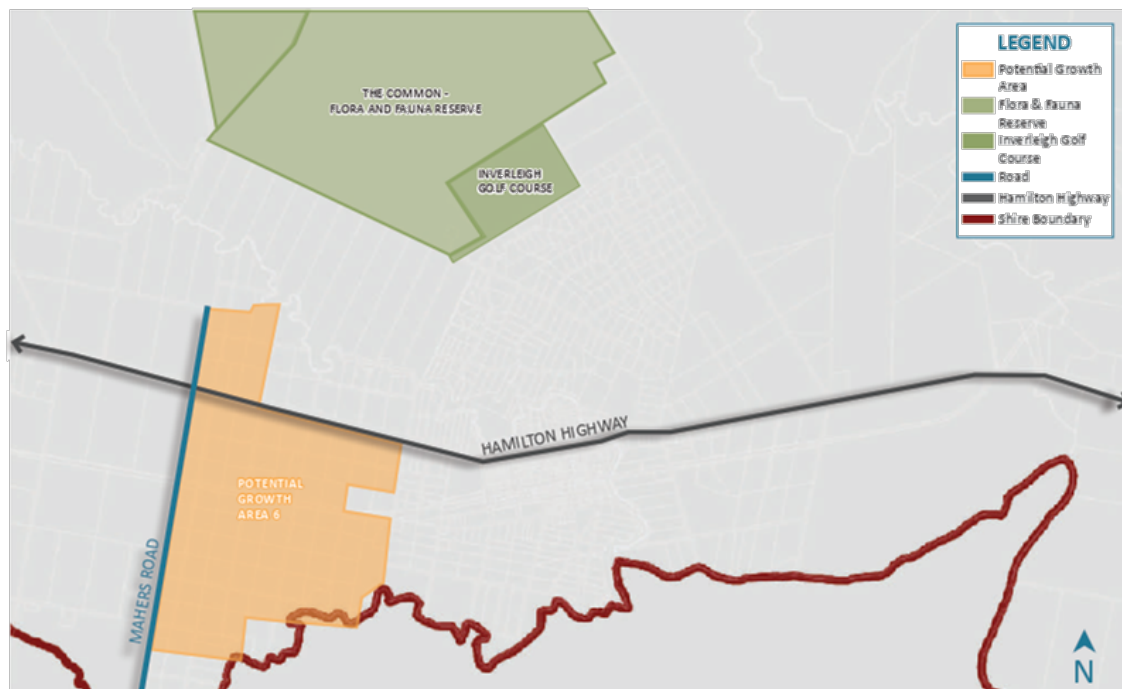 THE COMMON -
FLORA AND FAUNA RESERVE
INVERLEIGH
GOLF COURSE
LEGEND
Potential Growth
Area
Flora & Fauna
Reserve
Inverleigh Golf
Course
Road
Hamilton Highway
Shire Boundary
HAMILTON HIGHWAY
POTENTIAL
GROWTH
AREA 6
MAHERS ROAD
N